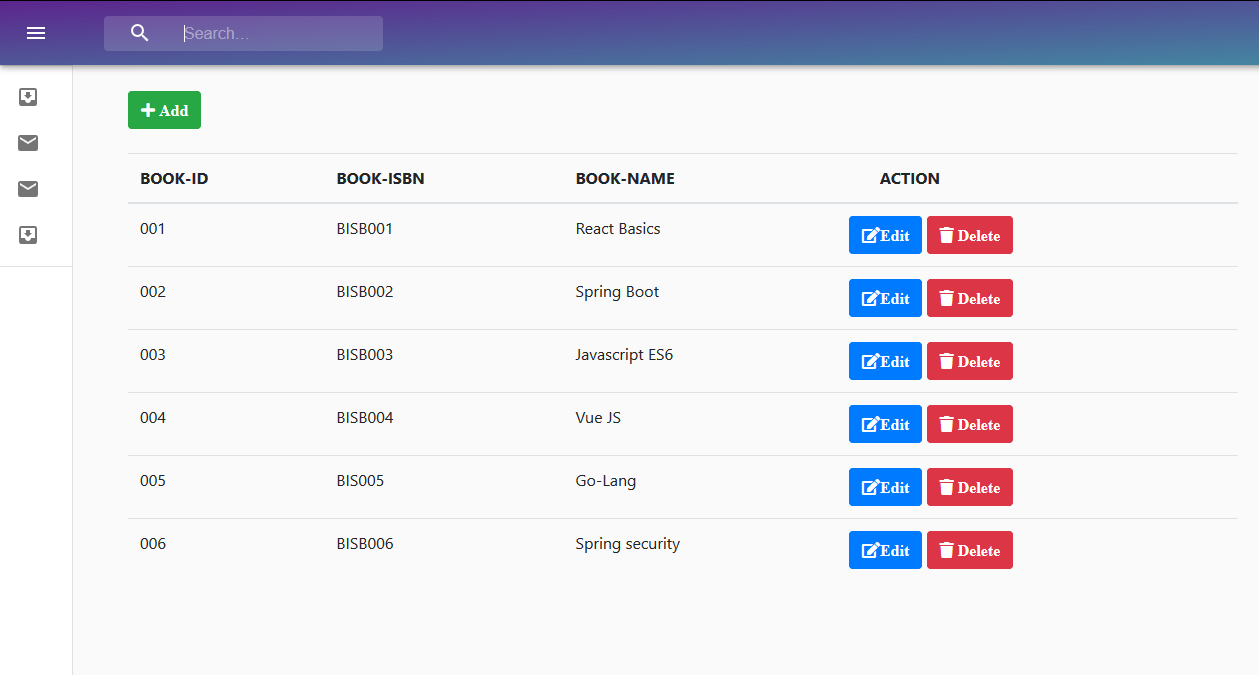 Search…
Add
BOOK-ID BOOK-ISBN BOOK-NAME ACTION
001 BISB001 React Basics Edit Delete
002 BISB002 Spring Boot Edit Delete
003 BISB003 Javascript ES6 Edit Delete
004 BISB004 Vue JS Edit Delete
005 BIS005 Go-Lang Edit Delete
006 BISB006 Spring security Edit Delete